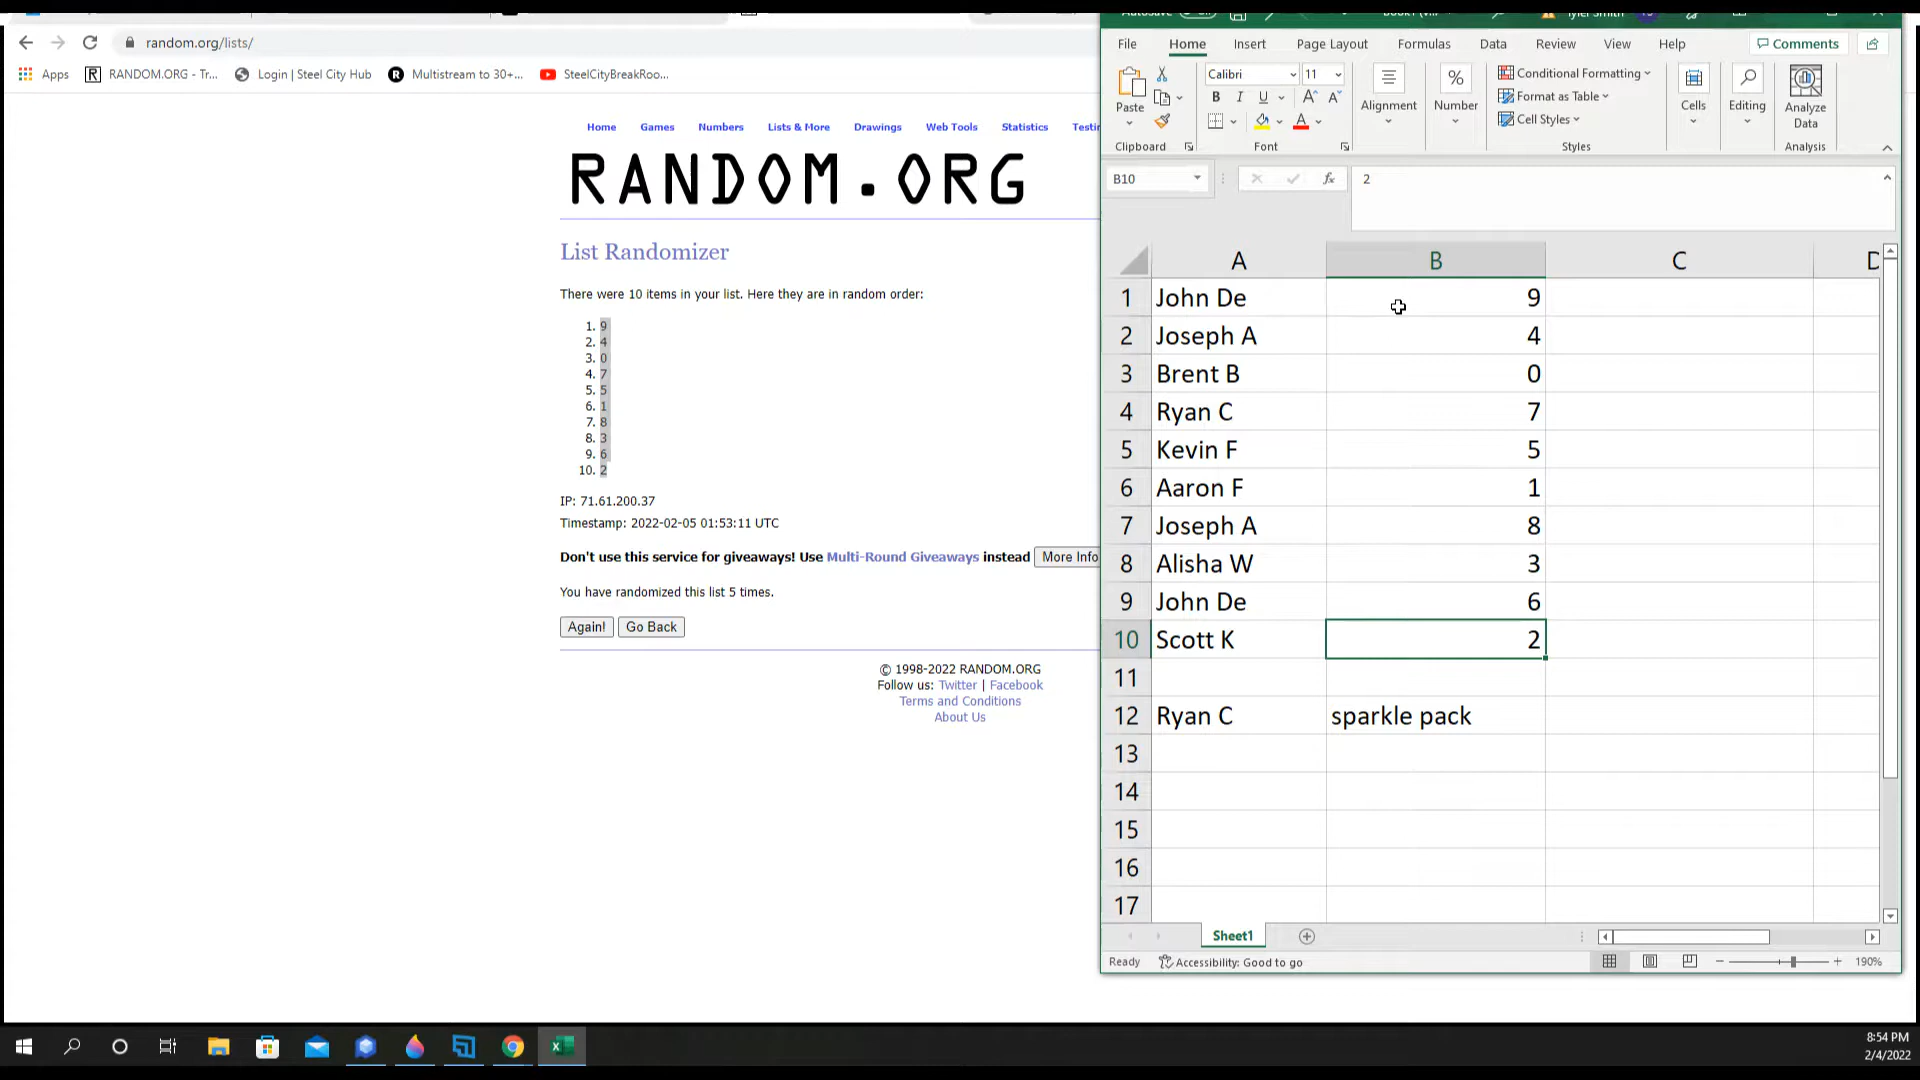 random.org/lists/
Apps
RANDOM.ORG - Tr...
Login | Steel City Hub
Multistream to 30+...
SteelCityBreakRoo...
Home Games Numbers Lists & More Drawings Web Tools Statistics
RANDOM.ORG
List Randomizer
There were 10 items in your list. Here they are in random order:
1. 9
2. 4
3. 0
4. 7
5. 5
6. 1
7. 8
8. 3
9. 6
10. 2
IP: 71.61.200.37
Timestamp: 2022-02-05 01:53:11 UTC
Don't use this service for giveaways! Use Multi-Round Giveaways instead More Info
You have randomized this list 5 times.
Again! Go Back
© 1998-2022 RANDOM.ORG
Follow us: Twitter | Facebook
Terms and Conditions
About Us
File Home Insert Page Layout Formulas Data Review View Help Comments
Paste
Clipboard
Calibri 11
B I U A A
A
Font
Alignment
%
Number
Conditional Formatting
Format as Table
Cell Styles
Styles
Cells
Editing
Analyze
Data
Analysis
B10 fx 2
A B C D
1 John De 9
2 Joseph A 4
3 Brent B 0
4 Ryan C 7
5 Kevin F 5
6 Aaron F 1
7 Joseph A 8
8 Alisha W 3
9 John De 6
10 Scott K 2
11
12 Ryan C sparkle pack
13
14
15
16
17
Sheet1
Ready Accessibility: Good to go 190%
8:54 PM
2/4/2022